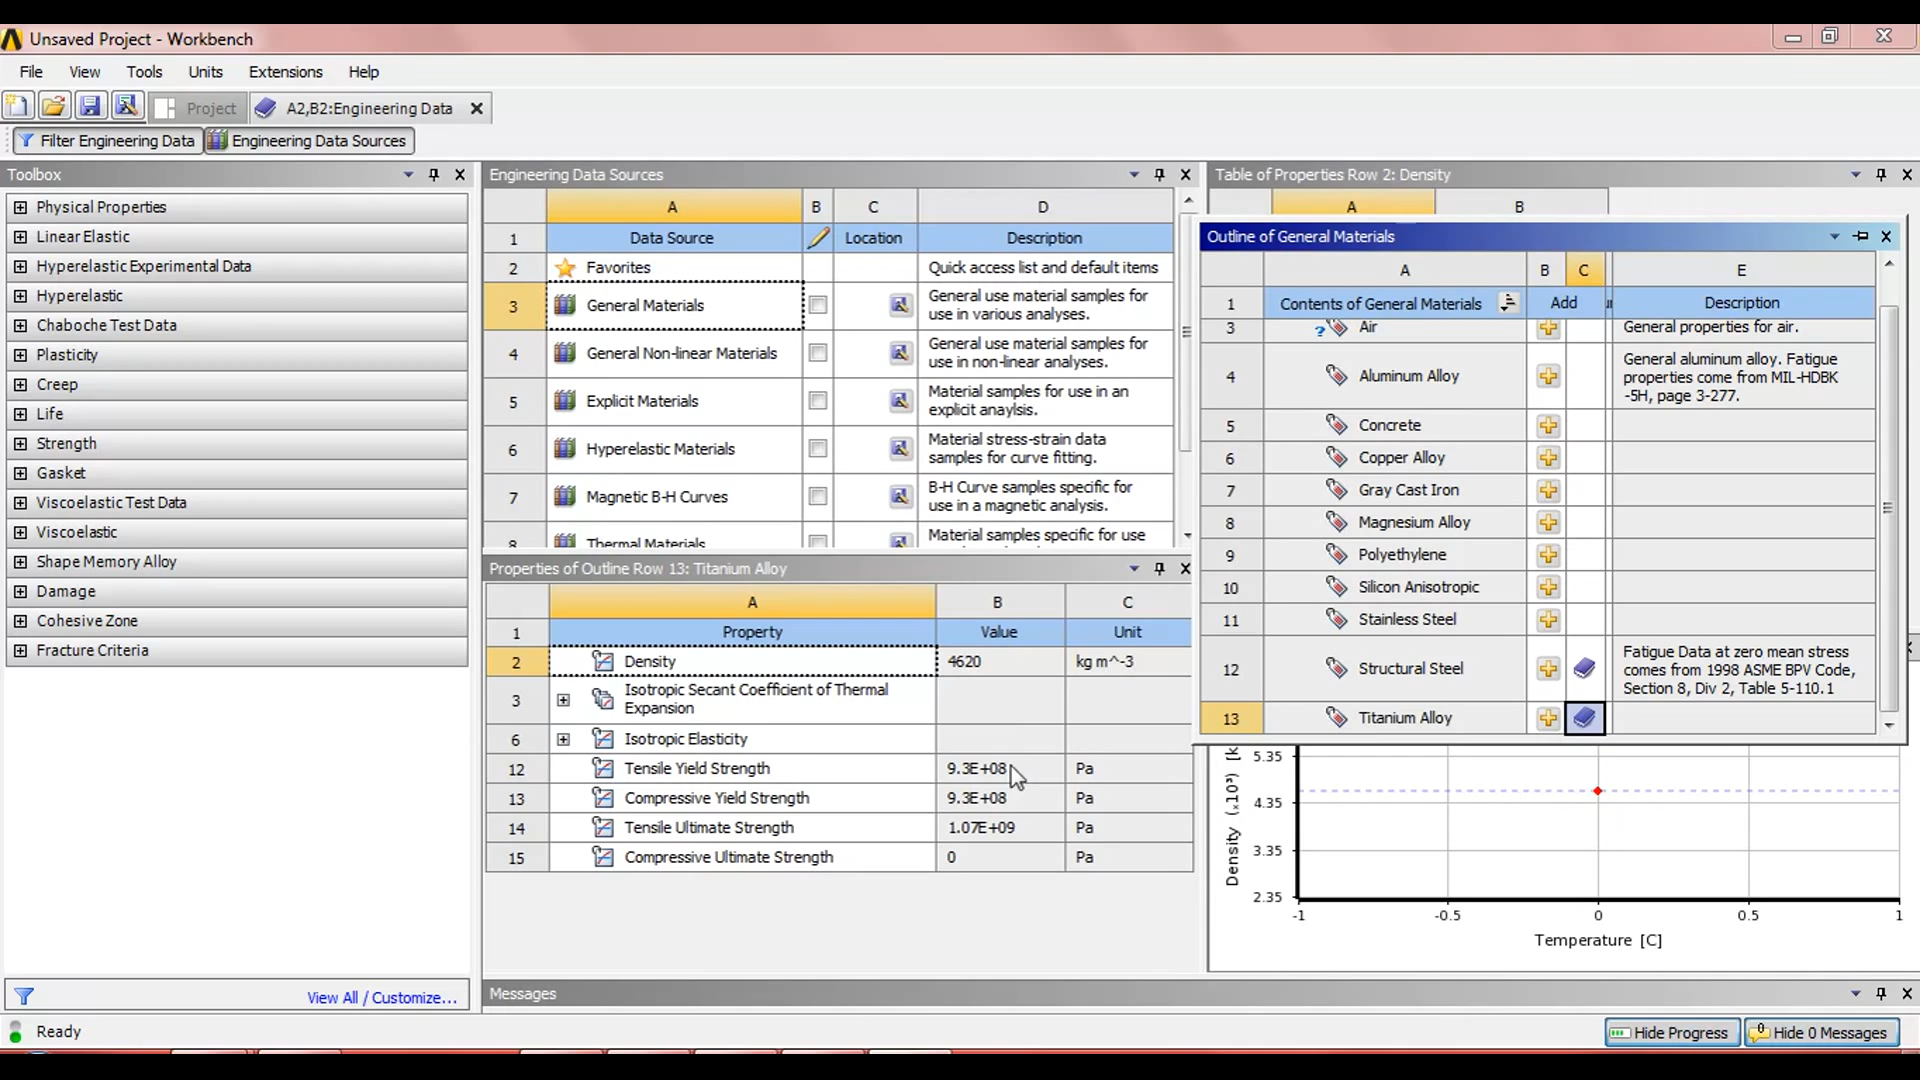 Unsaved Project - Workbench
File View Tools Units Extensions Help
Project A2,B2:Engineering Data
Filter Engineering Data Engineering Data Sources
Toolbox
Physical Properties
Linear Elastic
Hyperelastic Experimental Data
Hyperelastic
Chaboche Test Data
Plasticity
Creep
Life
Strength
Gasket
Viscoelastic Test Data
Viscoelastic
Shape Memory Alloy
Damage
Cohesive Zone
Fracture Criteria
View All / Customize...
Engineering Data Sources
A B C D
1 Data Source Location Description
2 Favorites Quick access list and default items
3 General Materials General use material samples for
use in various analyses.
4 General Non-linear Materials General use material samples for
use in non-linear analyses.
5 Explicit Materials Material samples for use in an
explicit anaylsis.
6 Hyperelastic Materials Material stress-strain data
samples for curve fitting.
7 Magnetic B-H Curves B-H Curve samples specific for
use in a magnetic analysis.
8 Thermal Materials Material samples specific for use
Properties of Outline Row 13: Titanium Alloy
A B C
1 Property Value Unit
2 Density 4620 kg m^-3
3 Isotropic Secant Coefficient of Thermal
Expansion
6 Isotropic Elasticity
12 Tensile Yield Strength 9.3E+08 Pa
13 Compressive Yield Strength 9.3E+08 Pa
14 Tensile Ultimate Strength 1.07E+09 Pa
15 Compressive Ultimate Strength 0 Pa
Table of Properties Row 2: Density
A B
Outline of General Materials
A B C E
1 Contents of General Materials Add Description
3 Air General properties for air.
4 Aluminum Alloy General aluminum alloy. Fatigue
properties come from MIL-HDBK
-5H, page 3-277.
5 Concrete
6 Copper Alloy
7 Gray Cast Iron
8 Magnesium Alloy
9 Polyethylene
10 Silicon Anisotropic
11 Stainless Steel
12 Structural Steel Fatigue Data at zero mean stress
comes from 1998 ASME BPV Code,
Section 8, Div 2, Table 5-110.1
13 Titanium Alloy
Density (x10³) [k
5.35
4.35
3.35
2.35
-1 -0.5 0 0.5 1
Temperature [C]
Messages
Ready
Hide Progress Hide 0 Messages